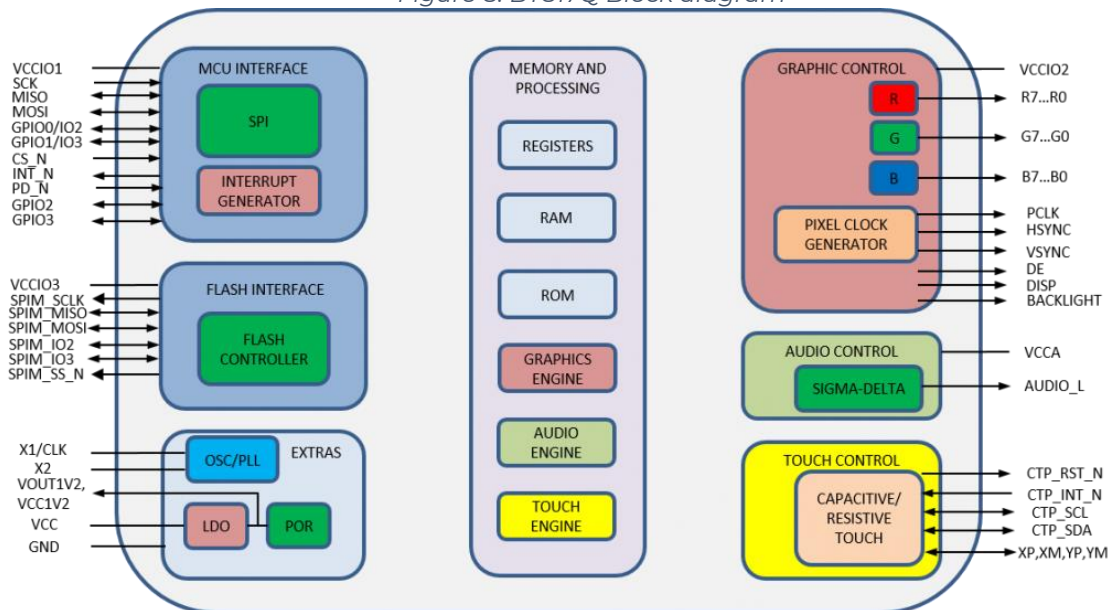 VCCIO1
SCK
MISO
MOSI
GPIO0/IO2
GPIO1/IO3
CS_N
INT_N
PD_N
GPIO2
GPIO3
MCU INTERFACE
SPI
INTERRUPT
GENERATOR
VCCIO3
SPIM_SCLK
SPIM_MISO
SPIM_MOSI
SPIM_IO2
SPIM_IO3
SPIM_SS_N
FLASH INTERFACE
FLASH
CONTROLLER
X1/CLK
X2
VOUT1V2,
VCC1V2
VCC
GND
OSC/PLL
EXTRAS
LDO
POR
MEMORY AND
PROCESSING
REGISTERS
RAM
ROM
GRAPHICS
ENGINE
AUDIO
ENGINE
TOUCH
ENGINE
GRAPHIC CONTROL
R
G
B
PIXEL CLOCK
GENERATOR
VCCIO2
R7...R0
G7...G0
B7...B0
PCLK
HSYNC
VSYNC
DE
DISP
BACKLIGHT
AUDIO CONTROL
SIGMA-DELTA
VCCA
AUDIO_L
TOUCH CONTROL
CAPACITIVE/
RESISTIVE
TOUCH
CTP_RST_N
CTP_INT_N
CTP_SCL
CTP_SDA
XP,XM,YP,YM